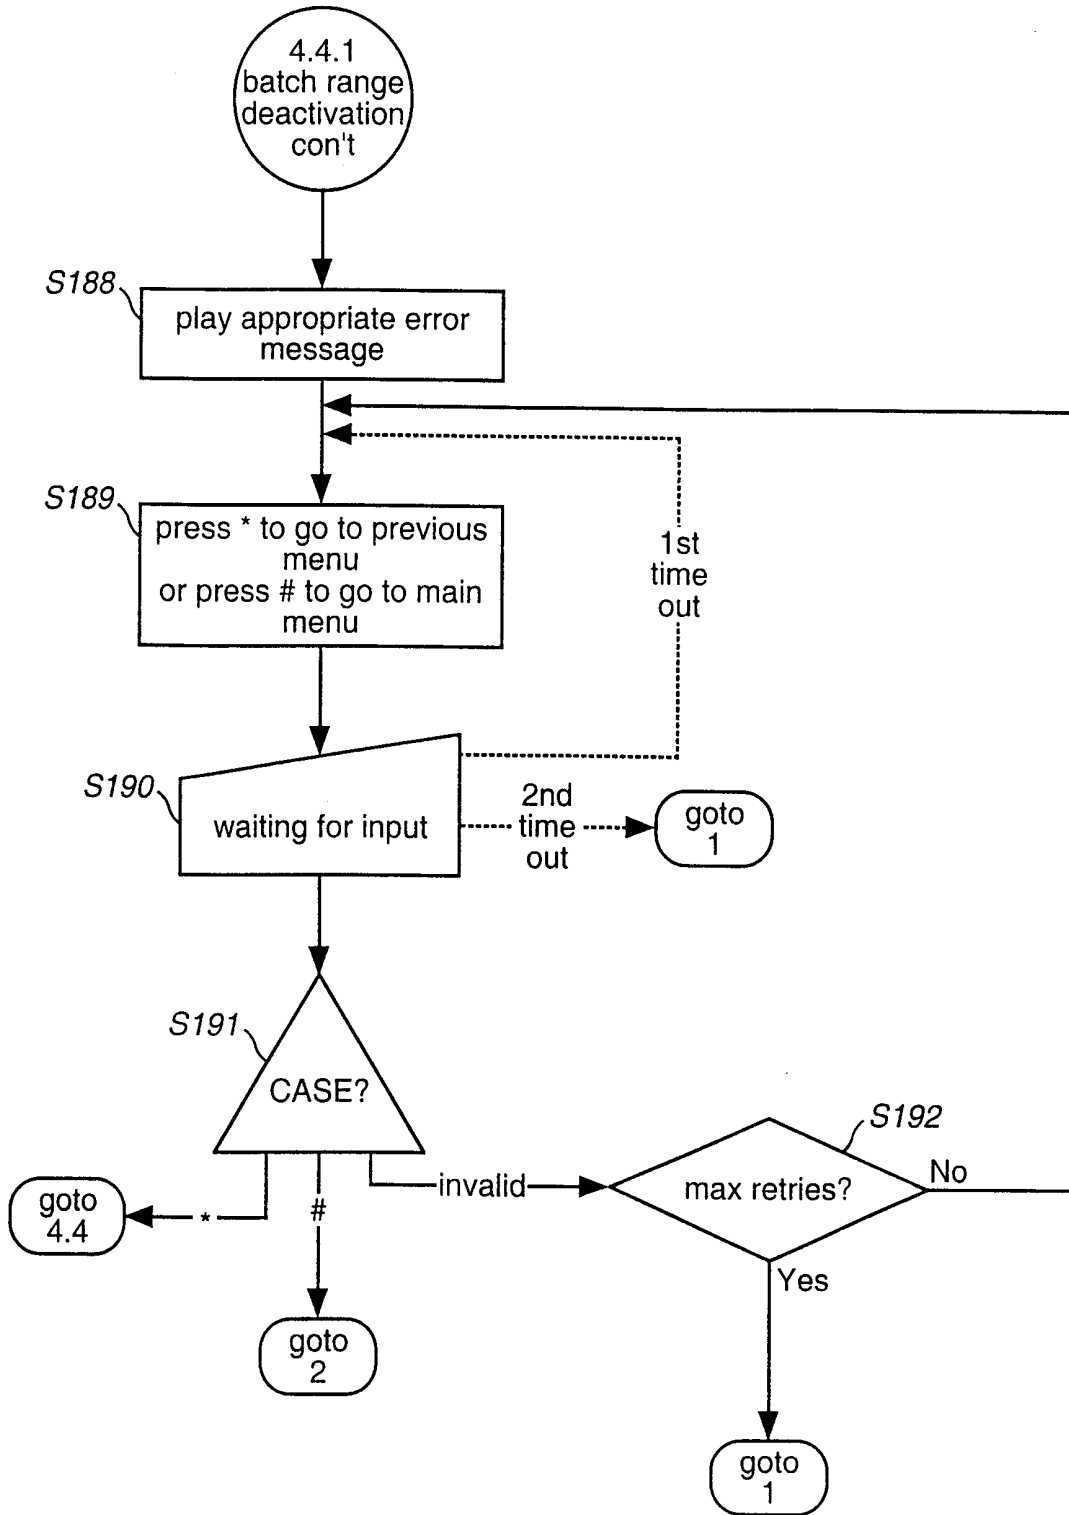 4.4.1
batch range
deactivation
con't
S188
play appropriate error
message
S189
press * to go to previous
menu
or press # to go to main
menu
1st
time
out
S190
waiting for input
2nd
time
out
goto
1
S191
CASE?
S192
max retries?
No
invalid
*
#
goto
4.4
Yes
goto
2
goto
1